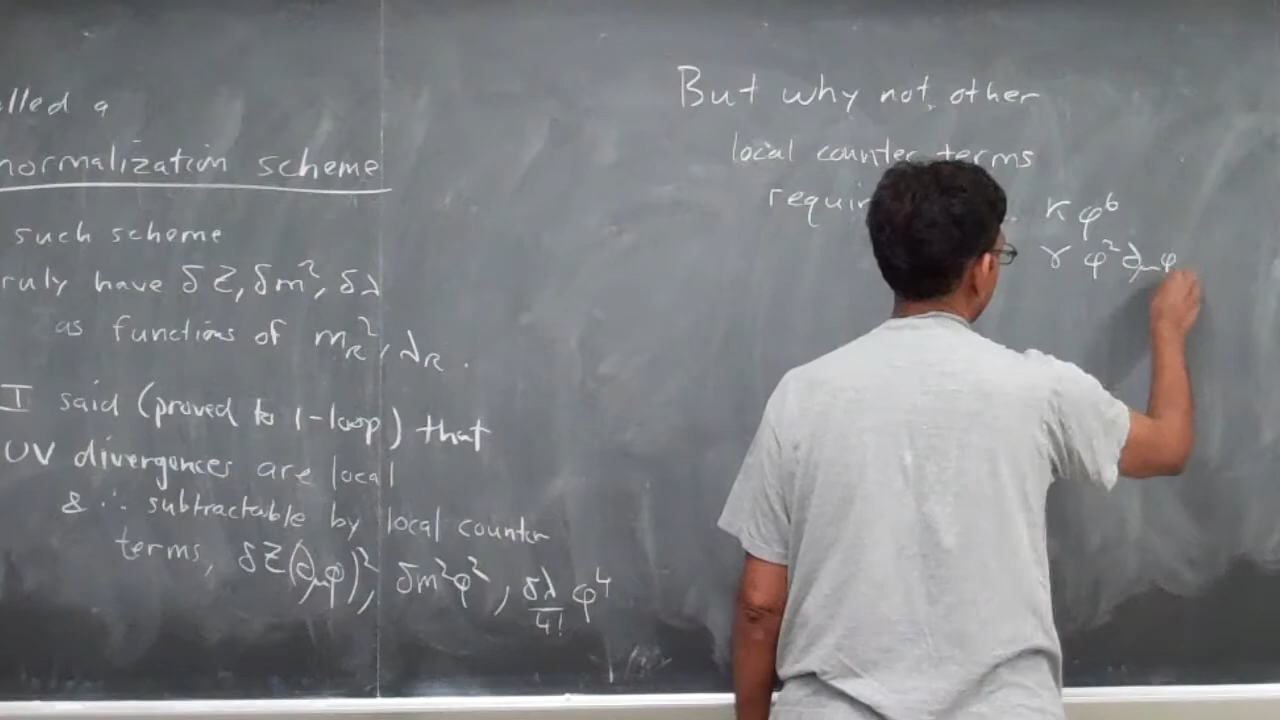 lled a
normalization scheme
such scheme
ruly have δZ, δm², δλ
as functions of m_R², λ_R.
I said (proved to 1-loop) that
UV divergences are local
& ∴ subtractable by local counter
terms, δZ(∂_μφ)², δm²φ², δλ/4! φ⁴
But why not other
local counter terms
requir . κφ⁶
γ φ²∂_μφ